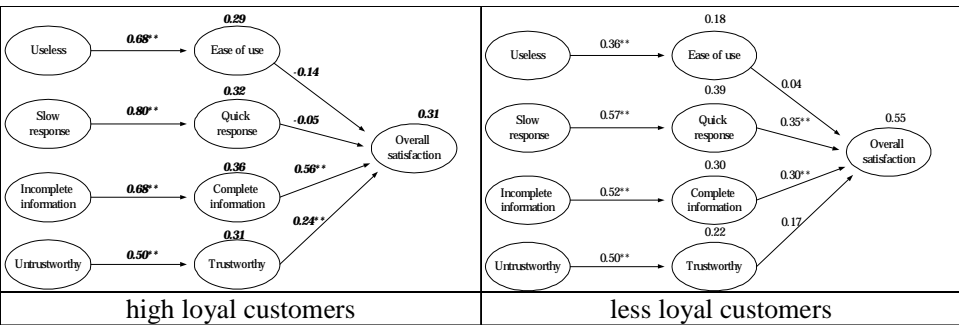 0.29
Useless
0.68**
Ease of use
-0.14
0.32
Slow
response
0.80**
Quick
response
-0.05
0.31
Overall
satisfaction
0.36
Incomplete
information
0.68**
Complete
information
0.56**
0.24**
0.31
Untrustworthy
0.50**
Trustworthy
high loyal customers
0.18
Useless
0.36**
Ease of use
0.04
0.39
Slow
response
0.57**
Quick
response
0.35**
0.55
Overall
satisfaction
0.30
Incomplete
information
0.52**
Complete
information
0.30**
0.17
0.22
Untrustworthy
0.50**
Trustworthy
less loyal customers